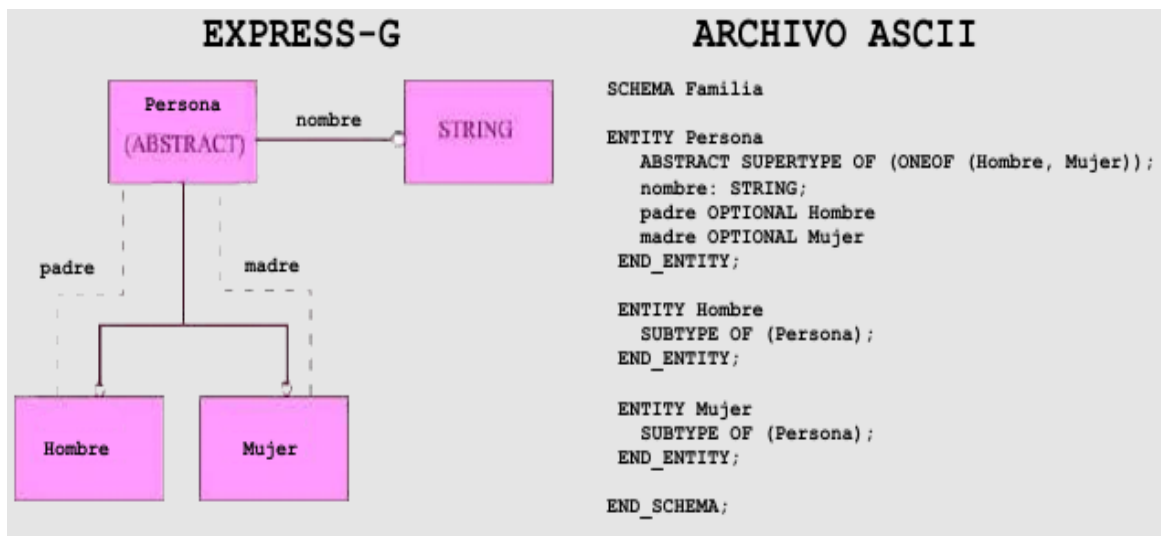 EXPRESS-G
Persona
(ABSTRACT)
nombre
STRING
padre
madre
Hombre
Mujer
ARCHIVO ASCII
SCHEMA Familia
ENTITY Persona
ABSTRACT SUPERTYPE OF (ONEOF (Hombre, Mujer));
nombre: STRING;
padre OPTIONAL Hombre
madre OPTIONAL Mujer
END_ENTITY;
ENTITY Hombre
SUBTYPE OF (Persona);
END_ENTITY;
ENTITY Mujer
SUBTYPE OF (Persona);
END_ENTITY;
END_SCHEMA;